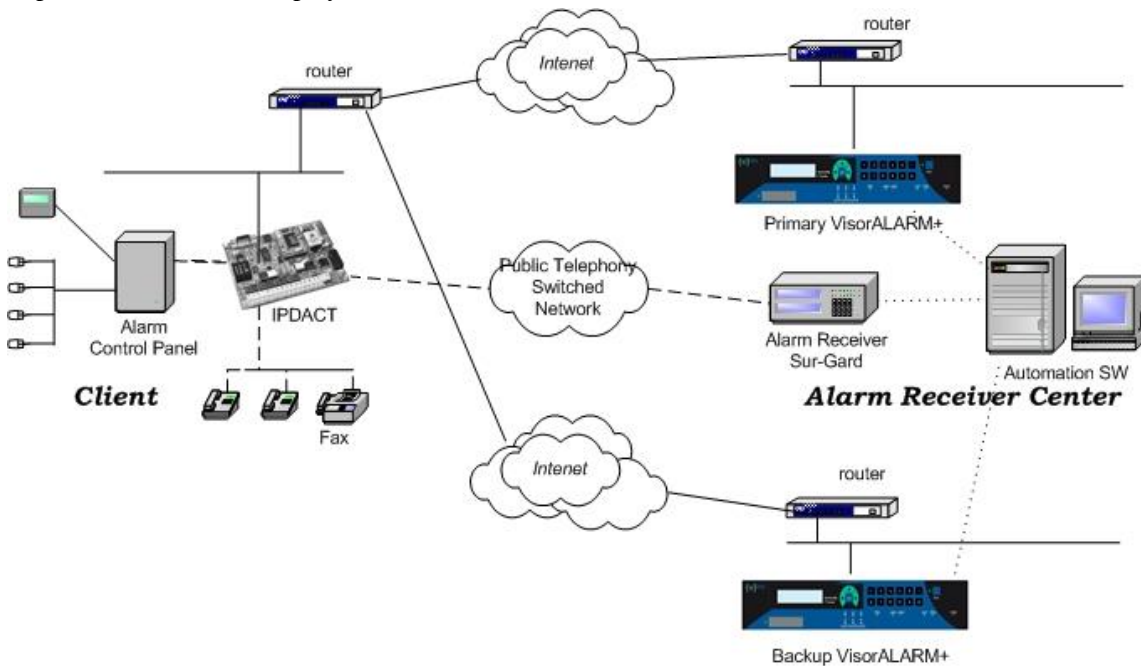 router
Intenet
router
Primary VisorALARM+
Alarm
Control Panel
IPDACT
Public Telephony
Switched
Network
Alarm Receiver
Sur-Gard
Automation SW
Client
Alarm Receiver Center
Fax
Intenet
router
Backup VisorALARM+